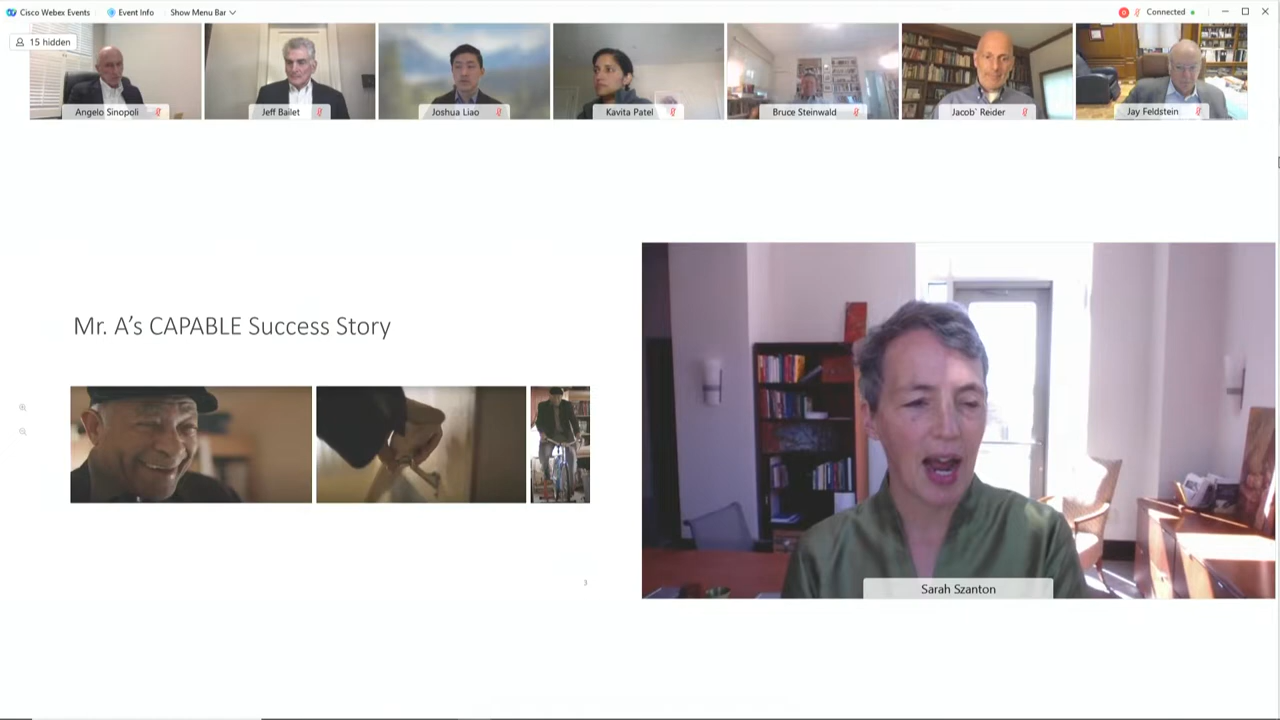 Cisco Webex Events
Event Info
Show Menu Bar
Connected
15 hidden
Angelo Sinopoli
Jeff Bailet
Joshua Liao
Kavita Patel
Bruce Steinwald
Jacob` Reider
Jay Feldstein
Mr. A’s CAPABLE Success Story
3
Sarah Szanton